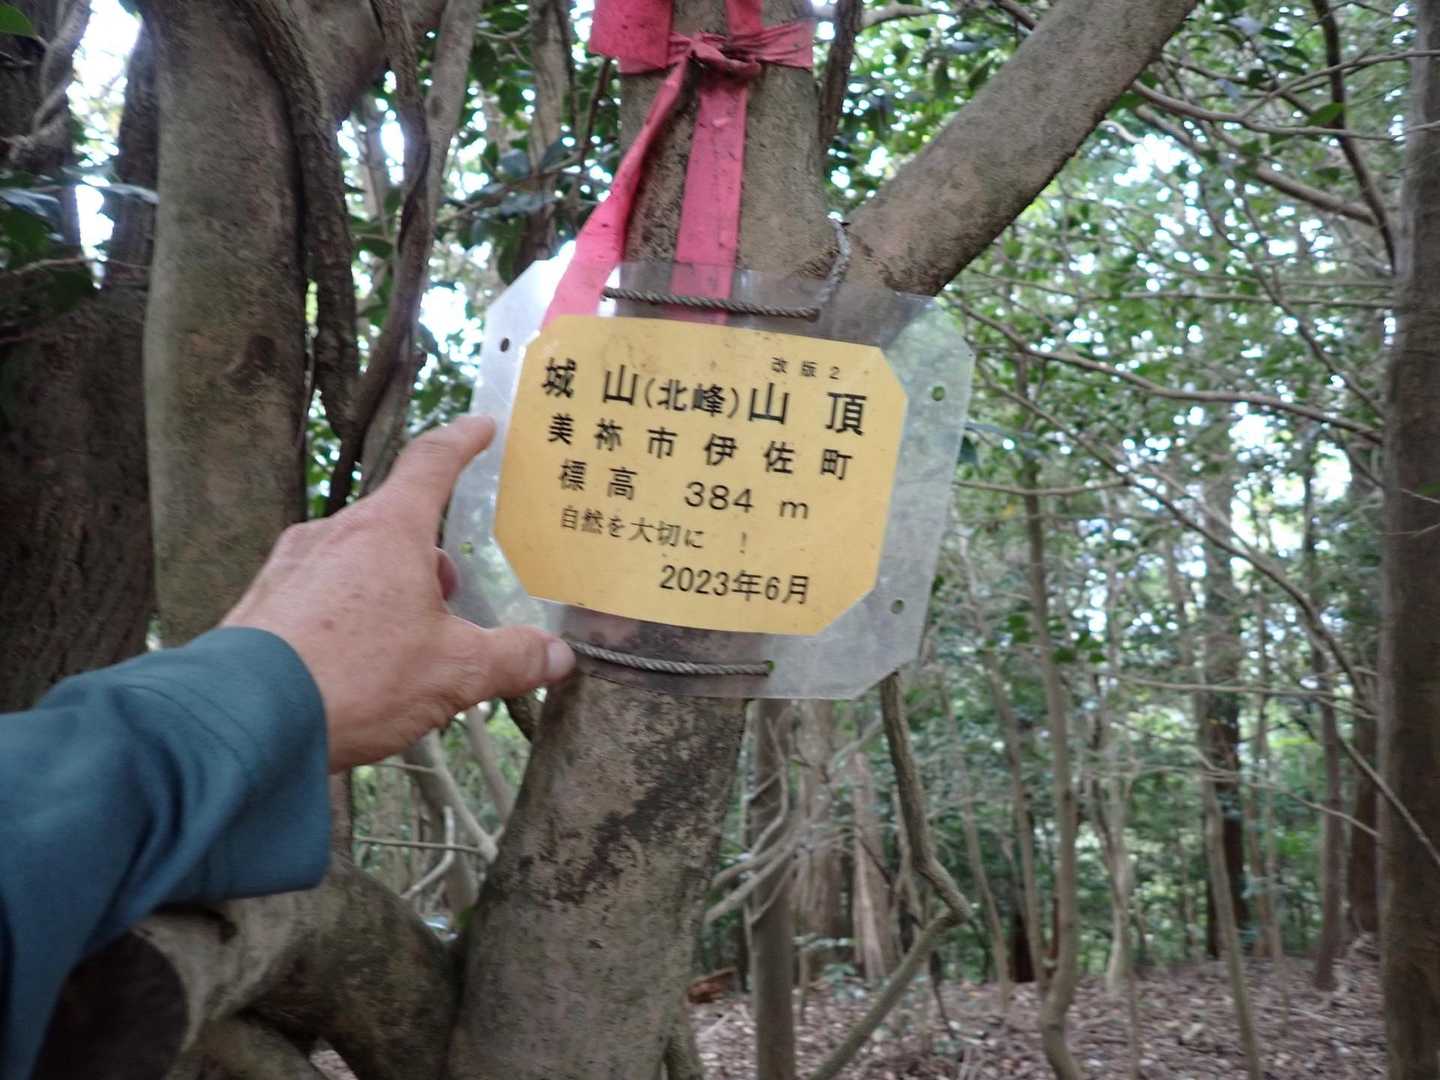 改版2
城山(北峰)山頂
美祢市伊佐町
標高 384 m
自然を大切に !
2023年6月